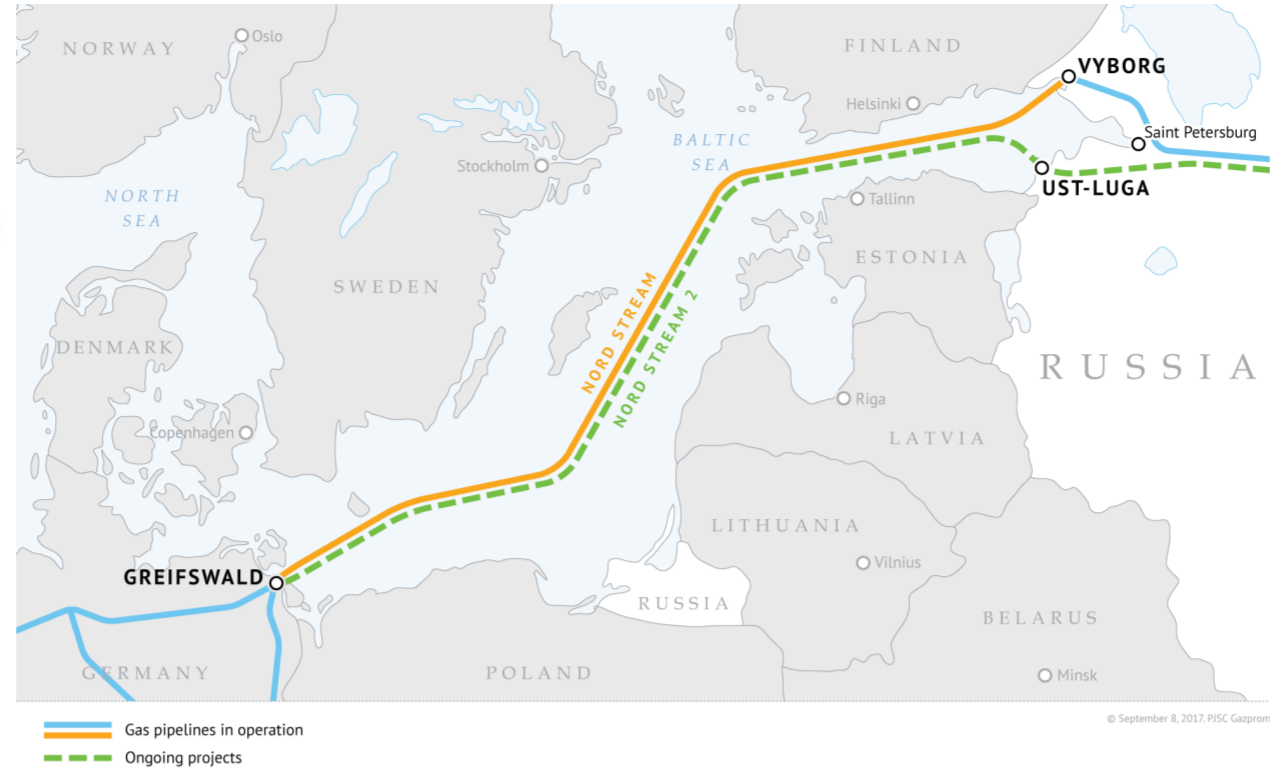 NORWAY
Oslo
FINLAND
VYBORG
Helsinki
Saint Petersburg
BALTIC
SEA
Stockholm
UST-LUGA
NORTH
SEA
Tallinn
ESTONIA
SWEDEN
NORD STREAM
NORD STREAM 2
DENMARK
RUSSIA
Riga
Copenhagen
LATVIA
LITHUANIA
Vilnius
GREIFSWALD
RUSSIA
BELARUS
GERMANY
POLAND
Minsk
© September 8, 2017. PJSC Gazprom
Gas pipelines in operation
Ongoing projects